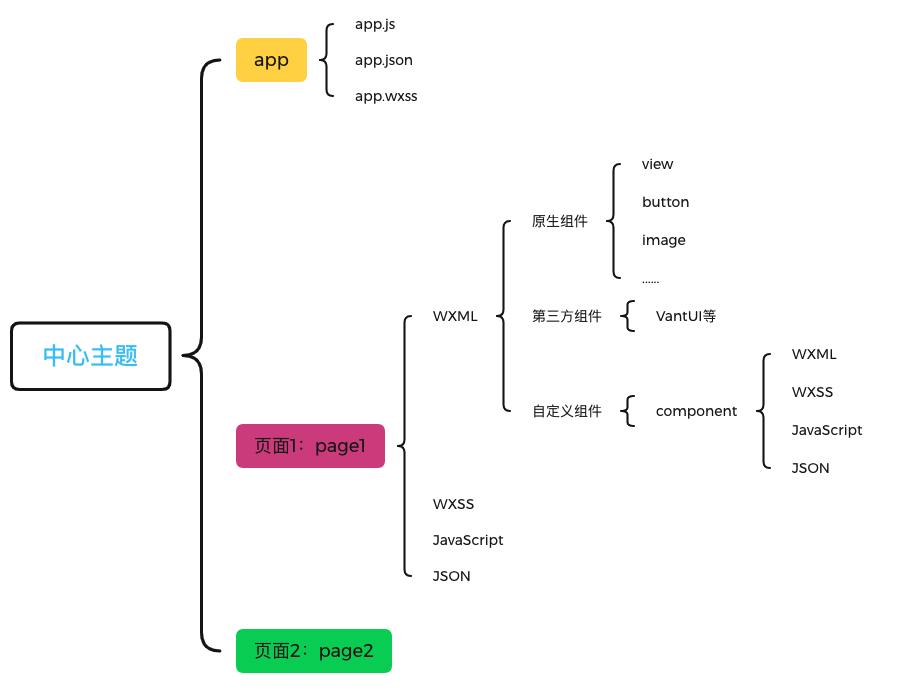 中心主题
app
app.js
app.json
app.wxss
页面1：page1
WXML
原生组件
view
button
image
......
第三方组件
VantUI等
自定义组件
component
WXML
WXSS
JavaScript
JSON
WXSS
JavaScript
JSON
页面2：page2